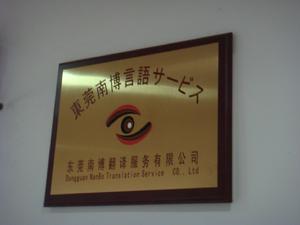 東莞南博言語サービス
东莞南博翻译服务有限公司
Dongguan NanBo Translation Service CO., Ltd